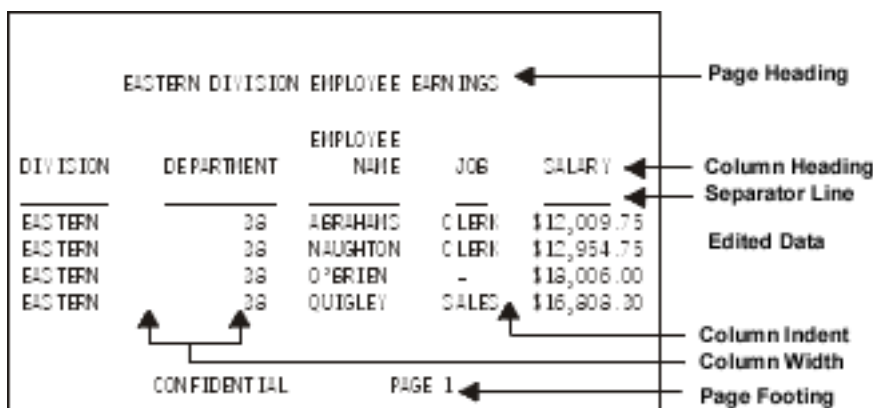 EASTERN DIVISION EMPLOYEE EARNINGS Page Heading
EMPLOYEE
DIVISION DEPARTMENT NAME JOB SALARY Column Heading
Separator Line
EASTERN 38 ABRAHAMS CLERK $12,009.75
EASTERN 38 NAUGHTON CLERK $12,954.75
Edited Data
EASTERN 38 O'BRIEN - $18,006.00
EASTERN 38 QUIGLEY SALES $16,808.30
Column Indent
Column Width
CONFIDENTIAL PAGE 1 Page Footing